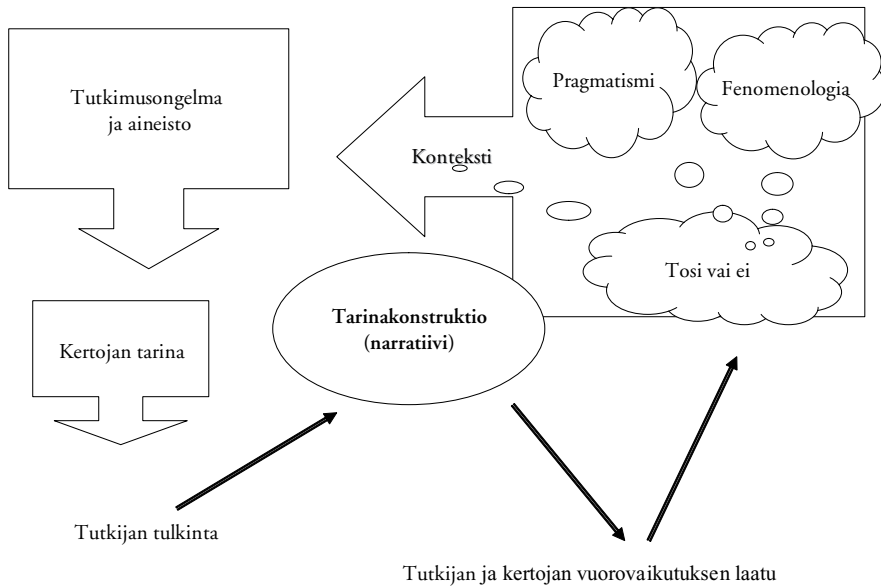 Tutkimusongelma
ja aineisto
Pragmatismi
Fenomenologia
Konteksti
Tosi vai ei
Tarinakonstruktio
(narratiivi)
Kertojan tarina
Tutkijan tulkinta
Tutkijan ja kertojan vuorovaikutuksen laatu